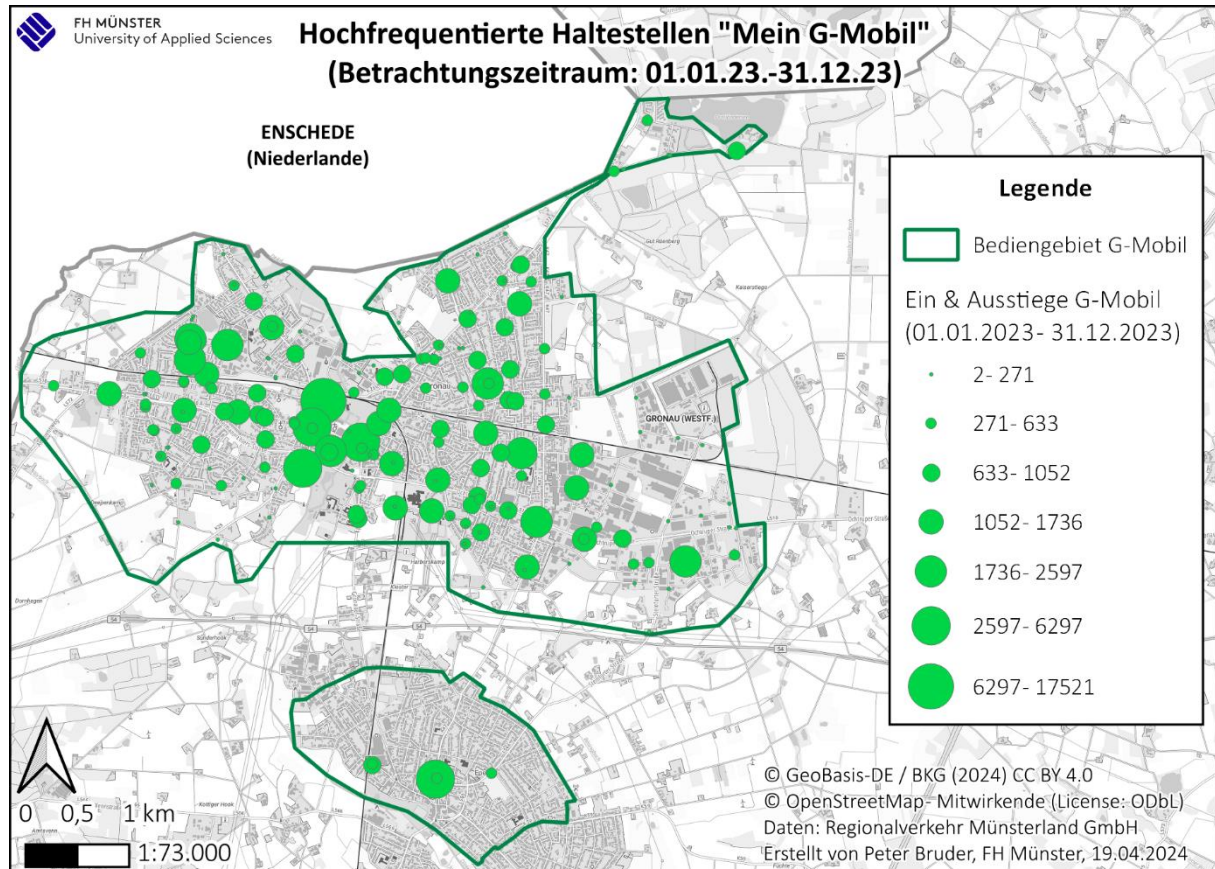 FH MÜNSTER
University of Applied Sciences
Hochfrequentierte Haltestellen "Mein G-Mobil"
(Betrachtungszeitraum: 01.01.23.-31.12.23)
ENSCHEDE
(Niederlande)
Legende
Bediengebiet G-Mobil
Ein & Ausstiege G-Mobil
(01.01.2023- 31.12.2023)
2- 271
271- 633
633- 1052
1052- 1736
1736- 2597
2597- 6297
6297- 17521
GRONAU (WESTF.)
0 0,5 1 km
1:73.000
© GeoBasis-DE / BKG (2024) CC BY 4.0
© OpenStreetMap- Mitwirkende (License: ODbL)
Daten: Regionalverkehr Münsterland GmbH
Erstellt von Peter Bruder, FH Münster, 19.04.2024